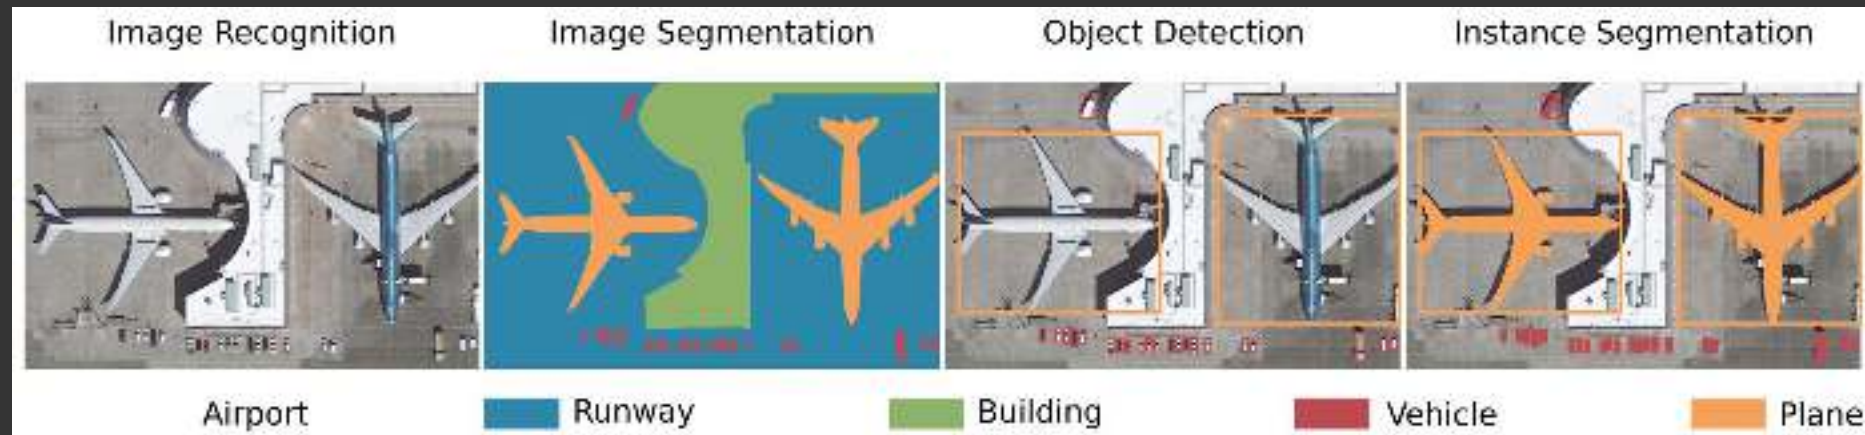 Image Recognition
Image Segmentation
Object Detection
Instance Segmentation
Airport
Runway
Building
Vehicle
Plane